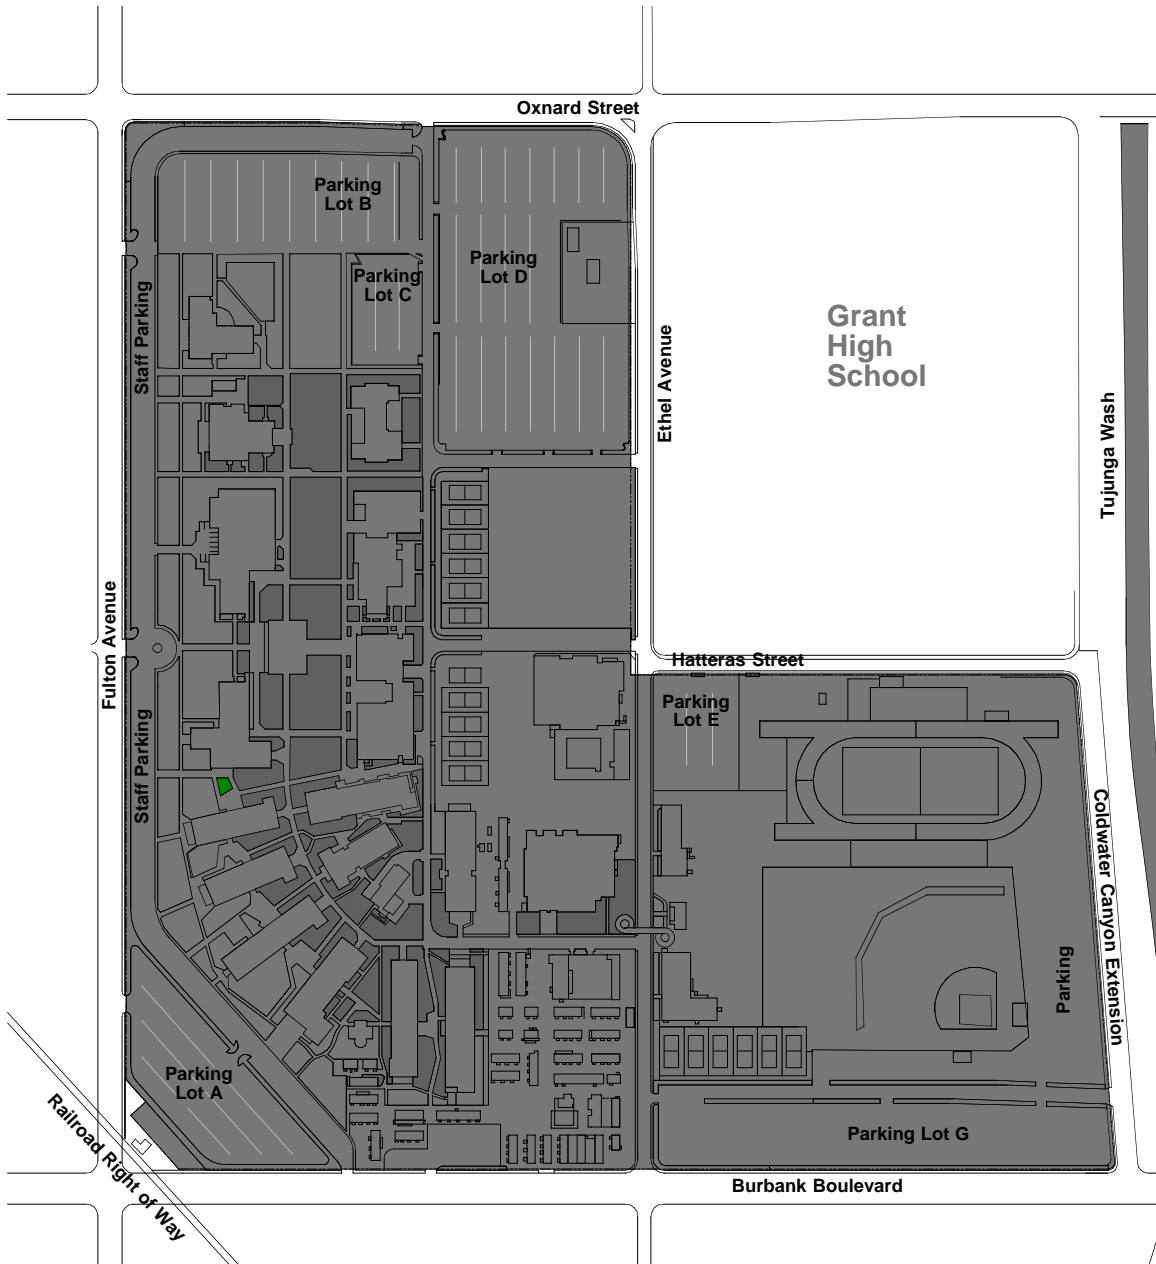 Oxnard Street
Parking
Lot B
Parking
Lot D
Parking
Lot C
Staff Parking
Grant
High
School
Ethel Avenue
Tujunga Wash
Fulton Avenue
Hatteras Street
Parking
Lot E
Staff Parking
Coldwater Canyon Extension
Parking
Parking
Lot A
Railroad Right of Way
Parking Lot G
Burbank Boulevard